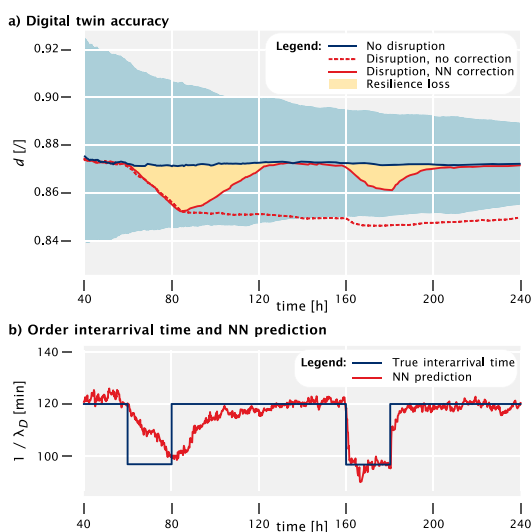 a) Digital twin accuracy
Legend: No disruption
Disruption, no correction
Disruption, NN correction
Resilience loss
0.92
0.90
0.88
0.86
0.84
d [/]
40 80 120 160 200 240
time [h]
b) Order interarrival time and NN prediction
Legend: True interarrival time
NN prediction
140
120
100
1 / λD [min]
40 80 120 160 200 240
time [h]